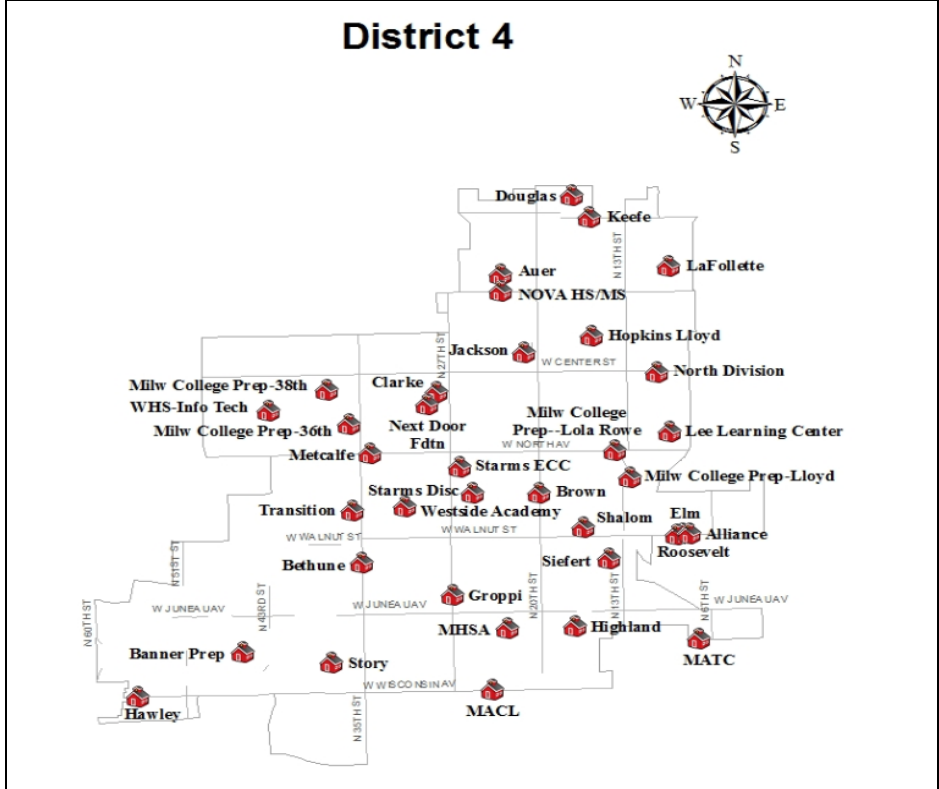 District 4
N
W E
S
Douglas
Keefe
N 13TH ST
LaFollette
Auer
NOVA HS/MS
Hopkins Lloyd
N 27TH ST
Jackson
W CENTER ST
North Division
Milw College Prep-38th
Clarke
WHS-Info Tech
Milw College Prep-36th
Next Door
Fdtn
Milw College
Prep--Lola Rowe
Lee Learning Center
W NORTH AV
Metcalfe
Starms ECC
Milw College Prep-Lloyd
Starms Disc
Brown
Transition
Westside Academy
Shalom
Elm
Alliance
Roosevelt
W WALNUT ST
W WALNUT ST
N 51ST ST
Bethune
Siefert
Groppi
N 60TH ST
W JUNEAU AV
N 43RD ST
W JUNEAU AV
N 20TH ST
N 13TH ST
N 6TH ST
W JUNEAU AV
MHSA
Highland
MATC
Banner Prep
Story
W WISCONSIN AV
MACL
Hawley
N 35TH ST